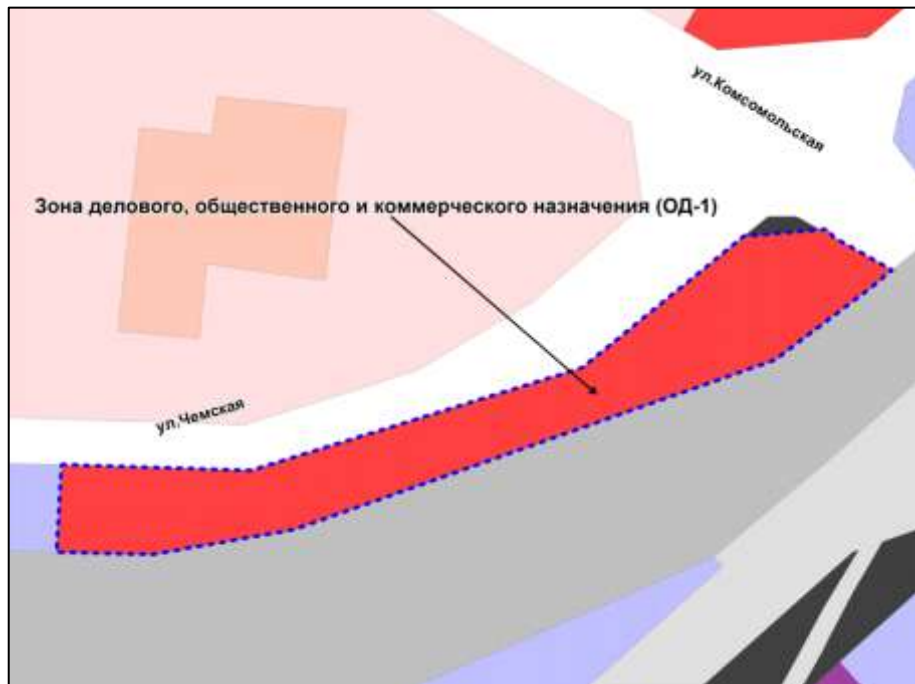 ул.Комсомольская
Зона делового, общественного и коммерческого назначения (ОД-1)
ул.Чемская